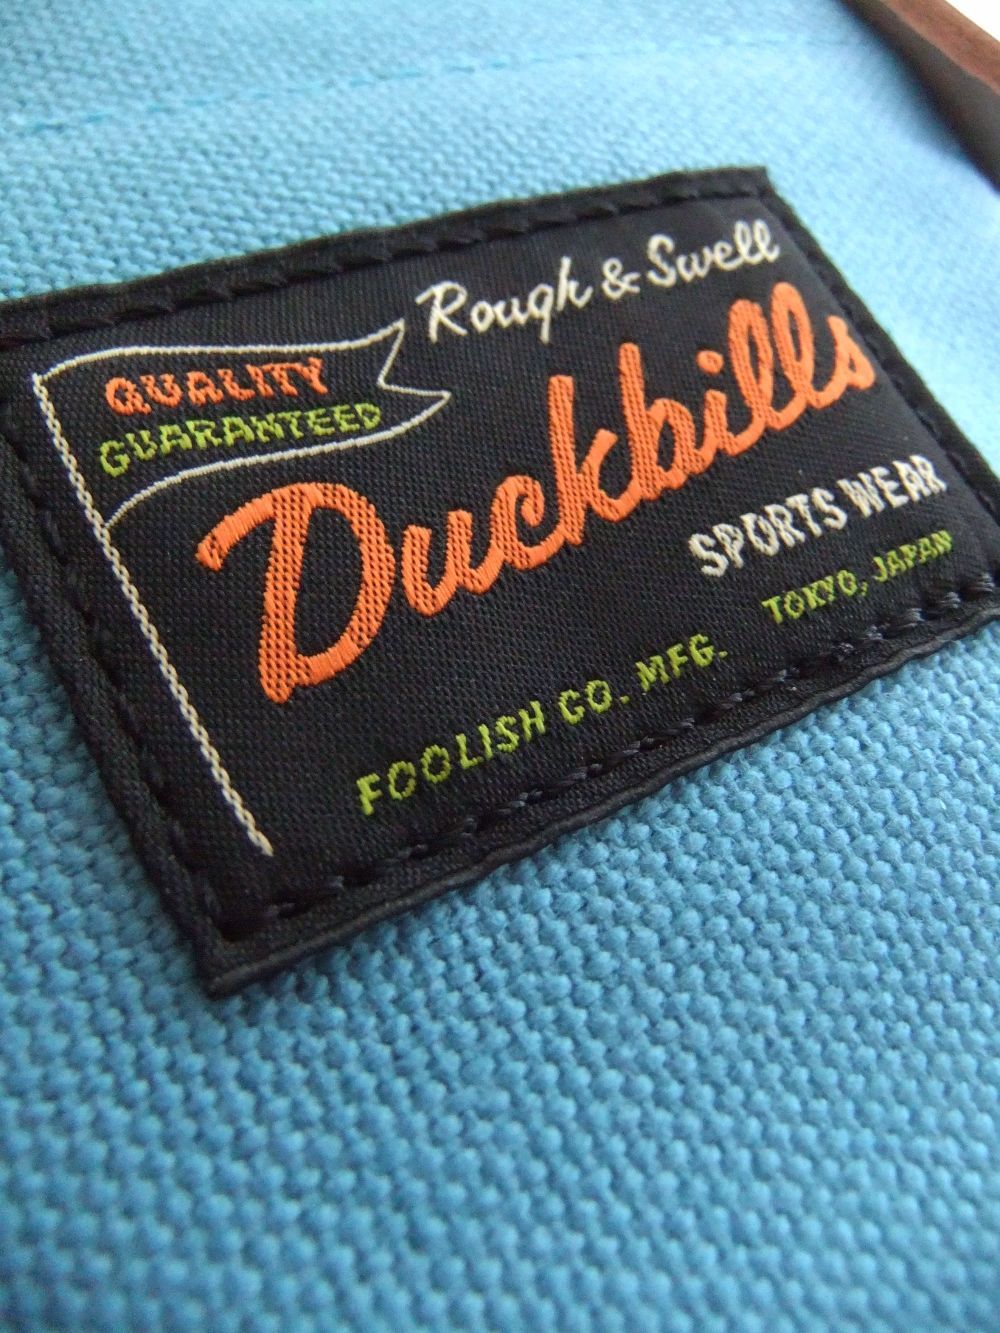 Rough & Swell
QUALITY
GUARANTEED
Duckbills
SPORTS WEAR
TOKYO, JAPAN
FOOLISH CO. MFG.